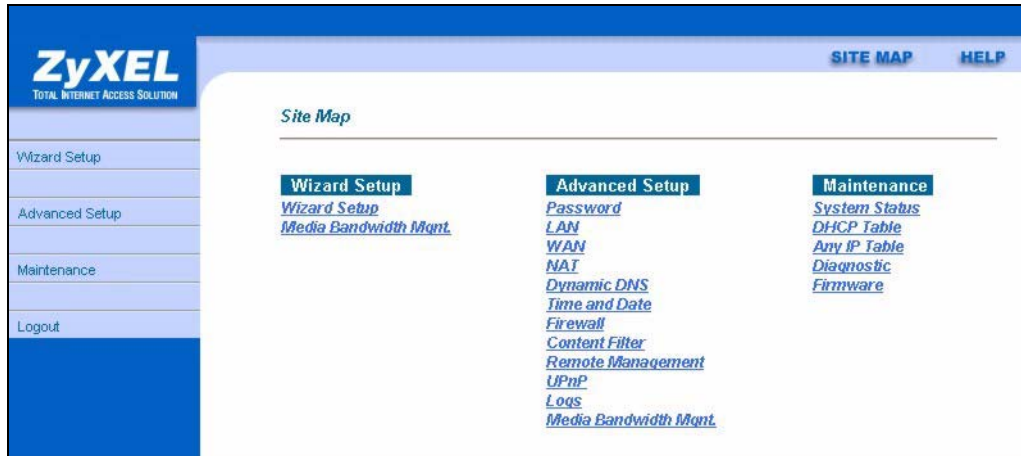 ZyXEL
TOTAL INTERNET ACCESS SOLUTION
SITE MAP HELP
Wizard Setup
Advanced Setup
Maintenance
Logout
Site Map
Wizard Setup
Wizard Setup
Media Bandwidth Mgnt.
Advanced Setup
Password
LAN
WAN
NAT
Dynamic DNS
Time and Date
Firewall
Content Filter
Remote Management
UPnP
Logs
Media Bandwidth Mgnt.
Maintenance
System Status
DHCP Table
Any IP Table
Diagnostic
Firmware